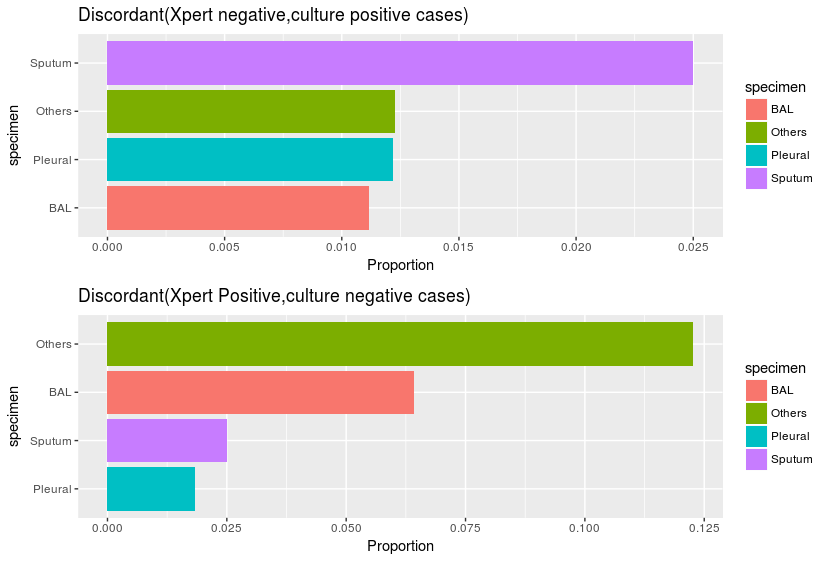 Discordant(Xpert negative,culture positive cases)
specimen
Sputum
Others
Pleural
BAL
0.000 0.005 0.010 0.015 0.020 0.025
Proportion
specimen
BAL
Others
Pleural
Sputum
Discordant(Xpert Positive,culture negative cases)
specimen
Others
BAL
Sputum
Pleural
0.000 0.025 0.050 0.075 0.100 0.125
Proportion
specimen
BAL
Others
Pleural
Sputum